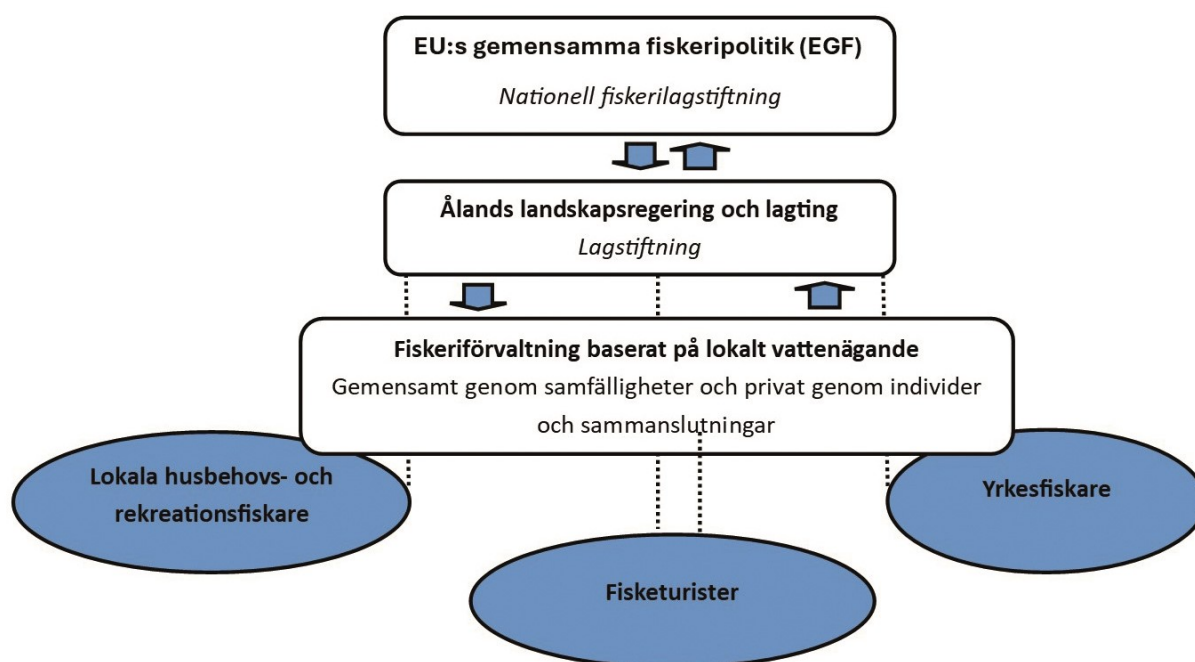 EU:s gemensamma fiskeripolitik (EGF)
Nationell fiskerilagstiftning
Ålands landskapsregering och lagting
Lagstiftning
Fiskeriförvaltning baserat på lokalt vattenägande
Gemensamt genom samfälligheter och privat genom individer
och sammanslutningar
Lokala husbehovs- och
rekreationsfiskare
Yrkesfiskare
Fisketurister